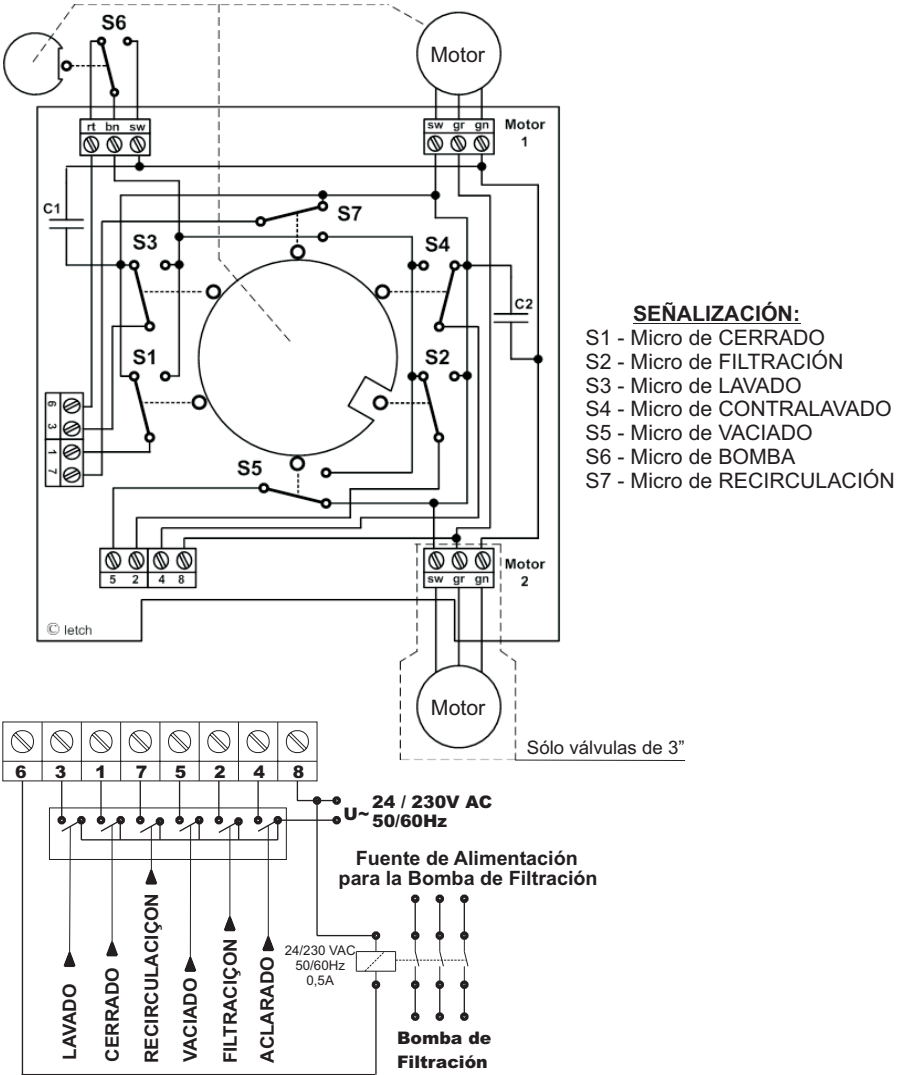 S6
Motor
rt bn sw
sw gr gn
Motor
1
C1
S7
S3
S4
C2
S1
S2
6
3
1
7
S5
5 2 4 8
sw gr gn
Motor
2
© letch
Motor
Sólo válvulas de 3”
SEÑALIZACIÓN:
S1 - Micro de CERRADO
S2 - Micro de FILTRACIÓN
S3 - Micro de LAVADO
S4 - Micro de CONTRALAVADO
S5 - Micro de VACIADO
S6 - Micro de BOMBA
S7 - Micro de RECIRCULACIÓN
6 3 1 7 5 2 4 8
U~ 24 / 230V AC
50/60Hz
Fuente de Alimentación
para la Bomba de Filtración
24/230 VAC
50/60Hz
0,5A
LAVADO
CERRADO
RECIRCULACIÇON
VACIADO
FILTRACIÇON
ACLARADO
Bomba de
Filtración